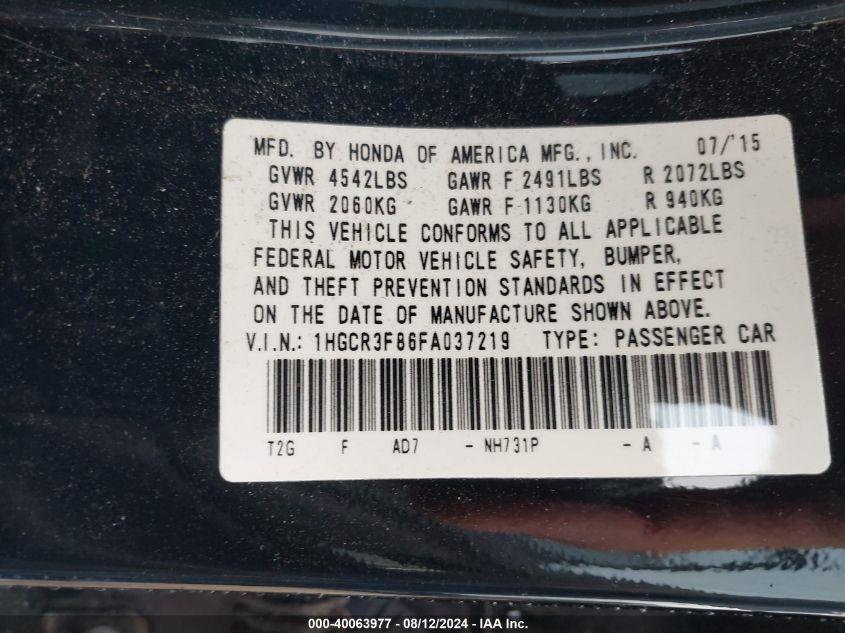 MFD. BY HONDA OF AMERICA MFG., INC. 07/'15
GVWR 4542LBS GAWR F 2491LBS R 2072LBS
GVWR 2060KG GAWR F 1130KG R 940KG
THIS VEHICLE CONFORMS TO ALL APPLICABLE
FEDERAL MOTOR VEHICLE SAFETY, BUMPER,
AND THEFT PREVENTION STANDARDS IN EFFECT
ON THE DATE OF MANUFACTURE SHOWN ABOVE.
V.I.N.: 1HGCR3F86FA037219 TYPE: PASSENGER CAR
T2G F AD7 - NH731P - A - A
000-40063977 - 08/12/2024 - IAA Inc.